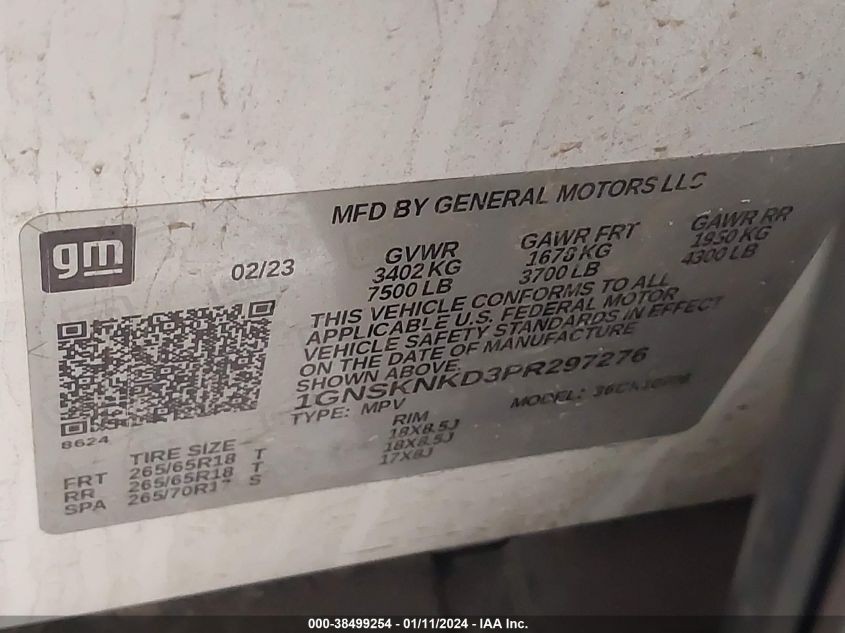 MFD BY GENERAL MOTORS LLC
gm
02/23
GVWR GAWR FRT GAWR RR
3402 KG 1678 KG 1950 KG
7500 LB 3700 LB 4300 LB
THIS VEHICLE CONFORMS TO ALL
APPLICABLE U.S. FEDERAL MOTOR
VEHICLE SAFETY STANDARDS IN EFFECT
ON THE DATE OF MANUFACTURE
SHOWN ABOVE.
1GNSKNKD3PR297276
TYPE: MPV MODEL:
8624
TIRE SIZE RIM
FRT 265/65R18 T 18X8.5J
RR 265/65R18 T 18X8.5J
SPA 265/70R17 S 17X8J
000-38499254 - 01/11/2024 - IAA Inc.